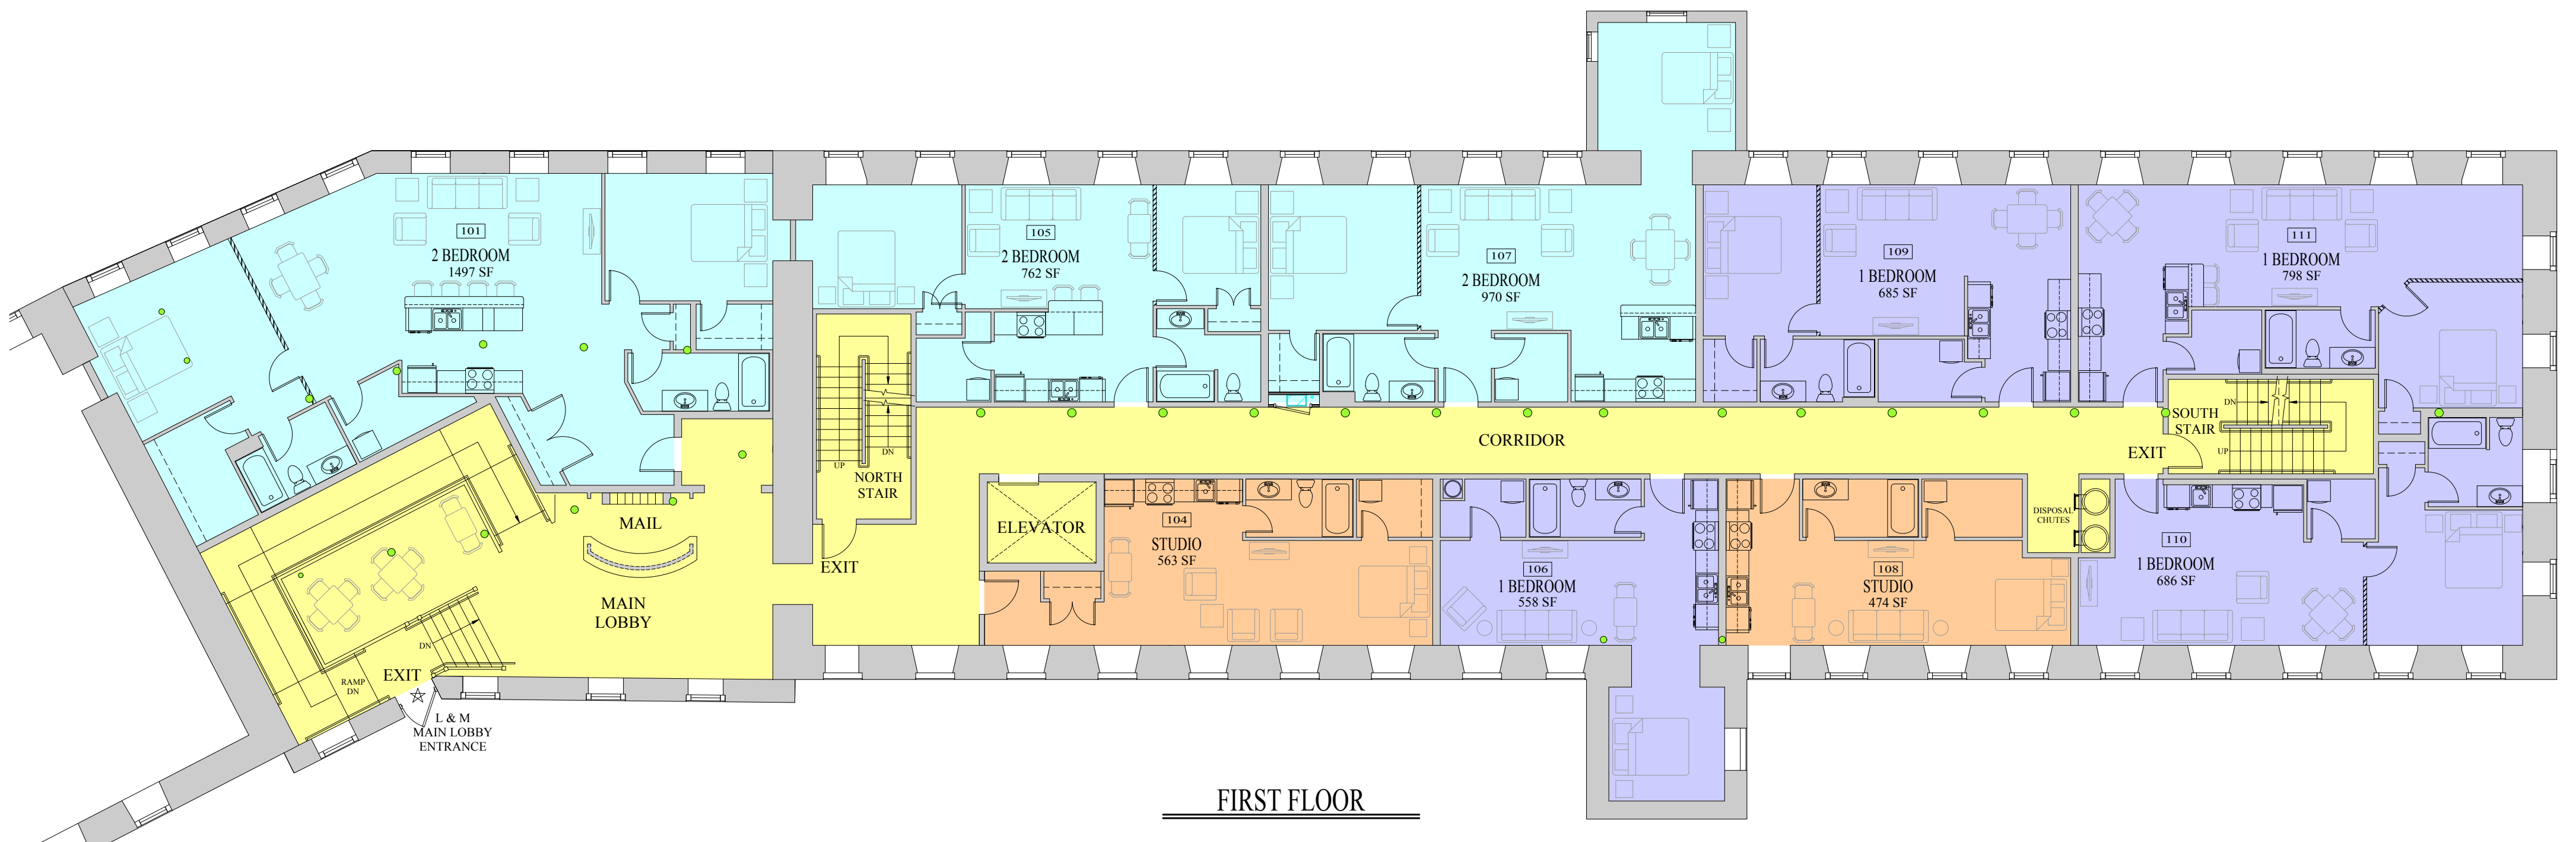 101
2 BEDROOM
1497 SF
105
2 BEDROOM
762 SF
107
2 BEDROOM
970 SF
109
1 BEDROOM
685 SF
111
1 BEDROOM
798 SF
UP
DN
NORTH
STAIR
CORRIDOR
EXIT
SOUTH
STAIR
DN
UP
MAIL
MAIN
LOBBY
EXIT
ELEVATOR
104
STUDIO
563 SF
106
1 BEDROOM
558 SF
108
STUDIO
474 SF
DISPOSAL
CHUTES
110
1 BEDROOM
686 SF
DN
RAMP
DN
EXIT
L & M
MAIN LOBBY
ENTRANCE
FIRST FLOOR